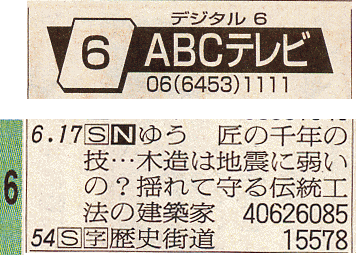 デジタル 6
6 ABCテレビ
06(6453)1111
6
6.17SNゆう 匠の千年の
技…木造は地震に弱い
の?揺れて守る伝統工
法の建築家 40626085
54S字歴史街道 15578